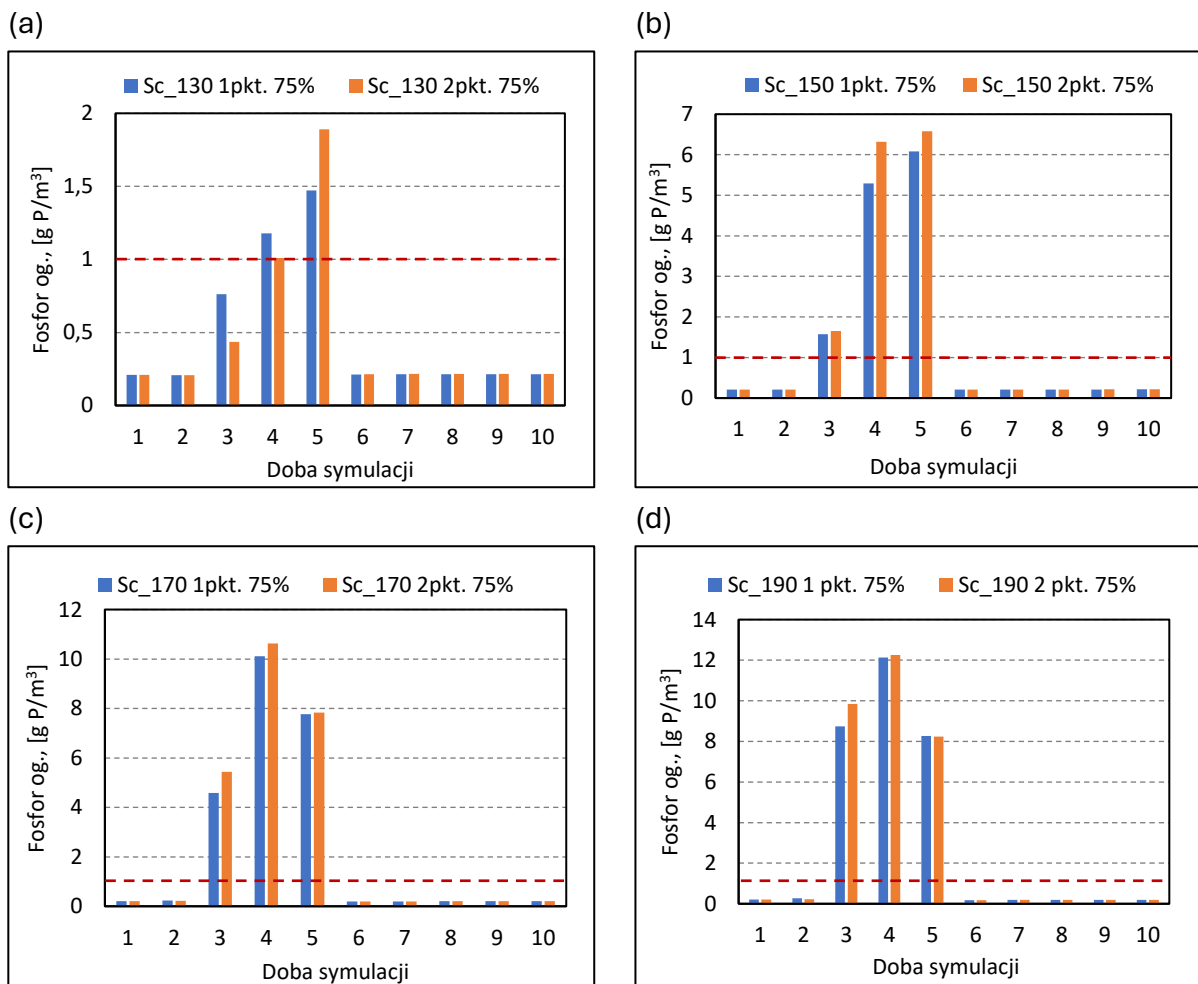 (a)
Sc_130 1pkt. 75% Sc_130 2pkt. 75%
2
1,5
1
0,5
0
Fosfor og., [g P/m³]
1 2 3 4 5 6 7 8 9 10
Doba symulacji
(b)
Sc_150 1pkt. 75% Sc_150 2pkt. 75%
7
6
5
4
3
2
1
0
Fosfor og., [g P/m³]
1 2 3 4 5 6 7 8 9 10
Doba symulacji
(c)
Sc_170 1pkt. 75% Sc_170 2pkt. 75%
12
10
8
6
4
2
0
Fosfor og., [g P/m³]
1 2 3 4 5 6 7 8 9 10
Doba symulacji
(d)
Sc_190 1 pkt. 75% Sc_190 2 pkt. 75%
14
12
10
8
6
4
2
0
Fosfor og., [g P/m³]
1 2 3 4 5 6 7 8 9 10
Doba symulacji